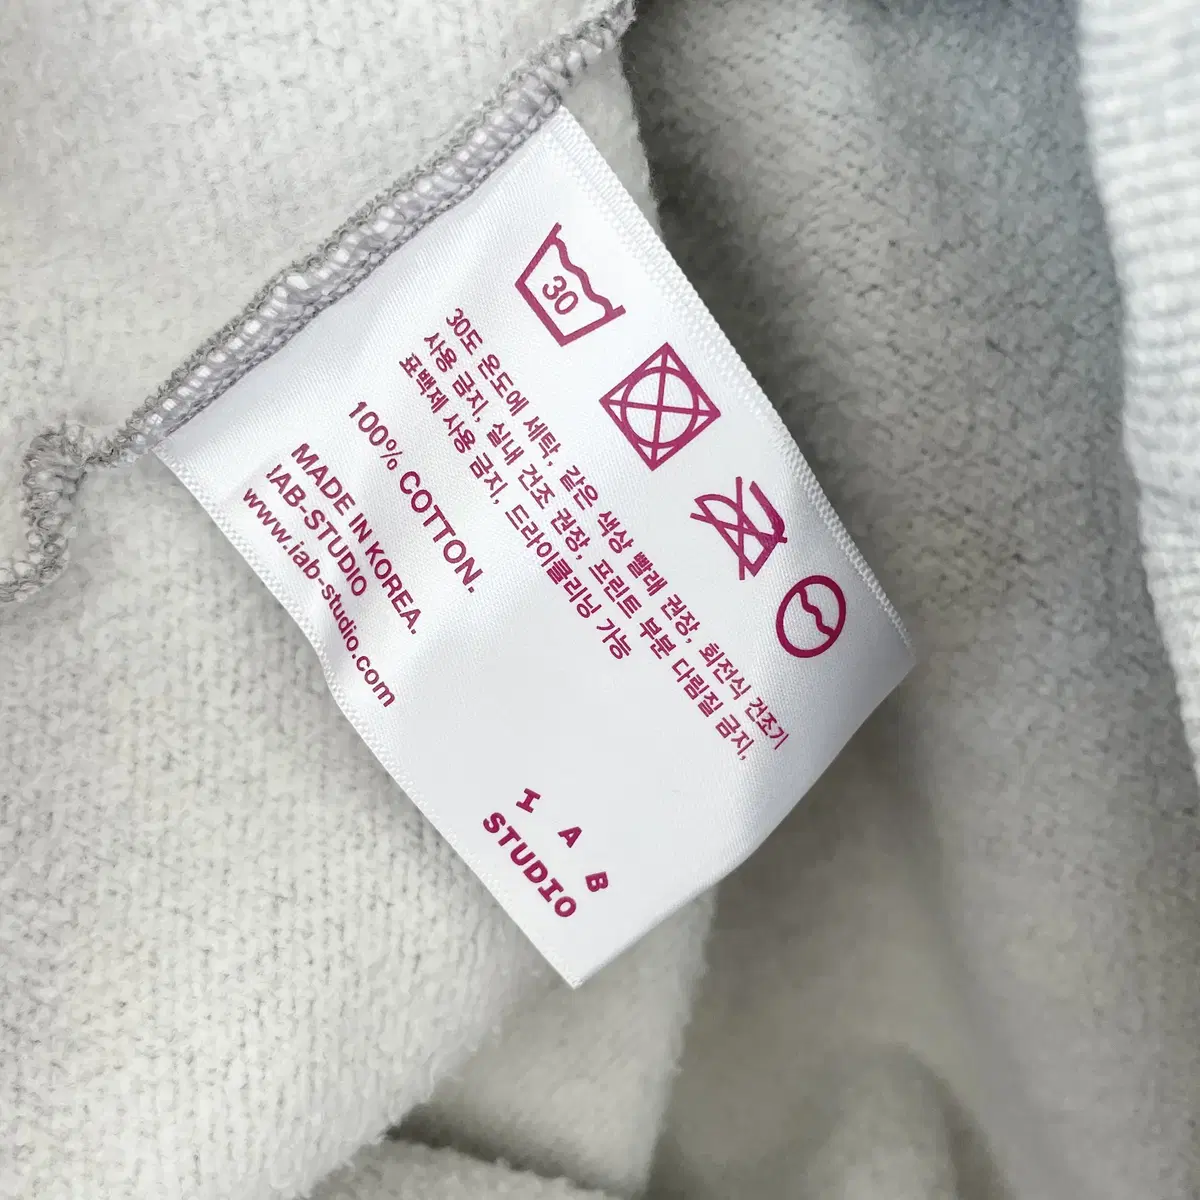 30
30도 온도에 세탁, 같은 색상 빨래 권장, 회전식 건조기
사용 금지, 실내 건조 권장, 프린트 부분 다림질 금지,
표백제 사용 금지, 드라이클리닝 가능
100% COTTON.
MADE IN KOREA.
IAB-STUDIO
www.iab-studio.com
I A B
STUDIO